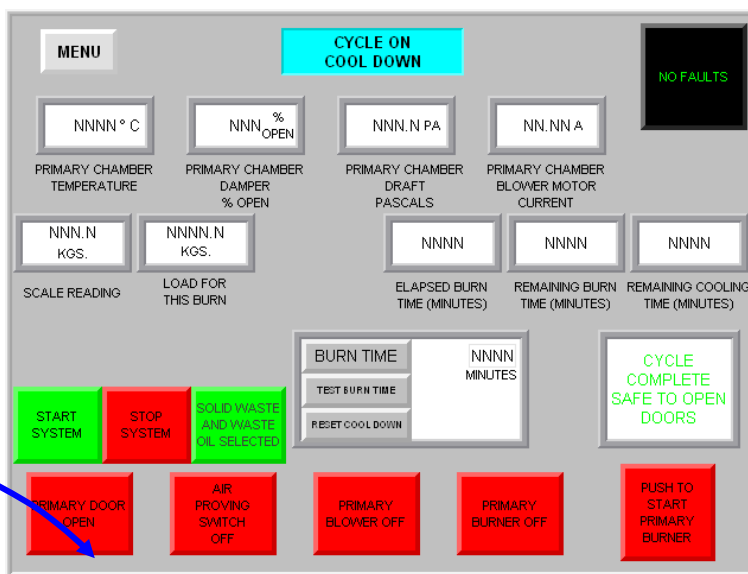 MENU
CYCLE ON
COOL DOWN
NO FAULTS
NNNN ° C
NNN % OPEN
NNN.N PA
NN.NN A
PRIMARY CHAMBER
TEMPERATURE
PRIMARY CHAMBER
DAMPER
% OPEN
PRIMARY CHAMBER
DRAFT
PASCALS
PRIMARY CHAMBER
BLOWER MOTOR
CURRENT
NNN.N
KGS.
NNNN.N
KGS.
NNNN
NNNN
NNNN
SCALE READING
LOAD FOR
THIS BURN
ELAPSED BURN
TIME (MINUTES)
REMAINING BURN
TIME (MINUTES)
REMAINING COOLING
TIME (MINUTES)
BURN TIME
NNNN
MINUTES
TEST BURN TIME
RESET COOL DOWN
CYCLE
COMPLETE
SAFE TO OPEN
DOORS
START
SYSTEM
STOP
SYSTEM
SOLID WASTE
AND WASTE
OIL SELECTED
PRIMARY DOOR
OPEN
AIR
PROVING
SWITCH
OFF
PRIMARY
BLOWER OFF
PRIMARY
BURNER OFF
PUSH TO
START
PRIMARY
BURNER